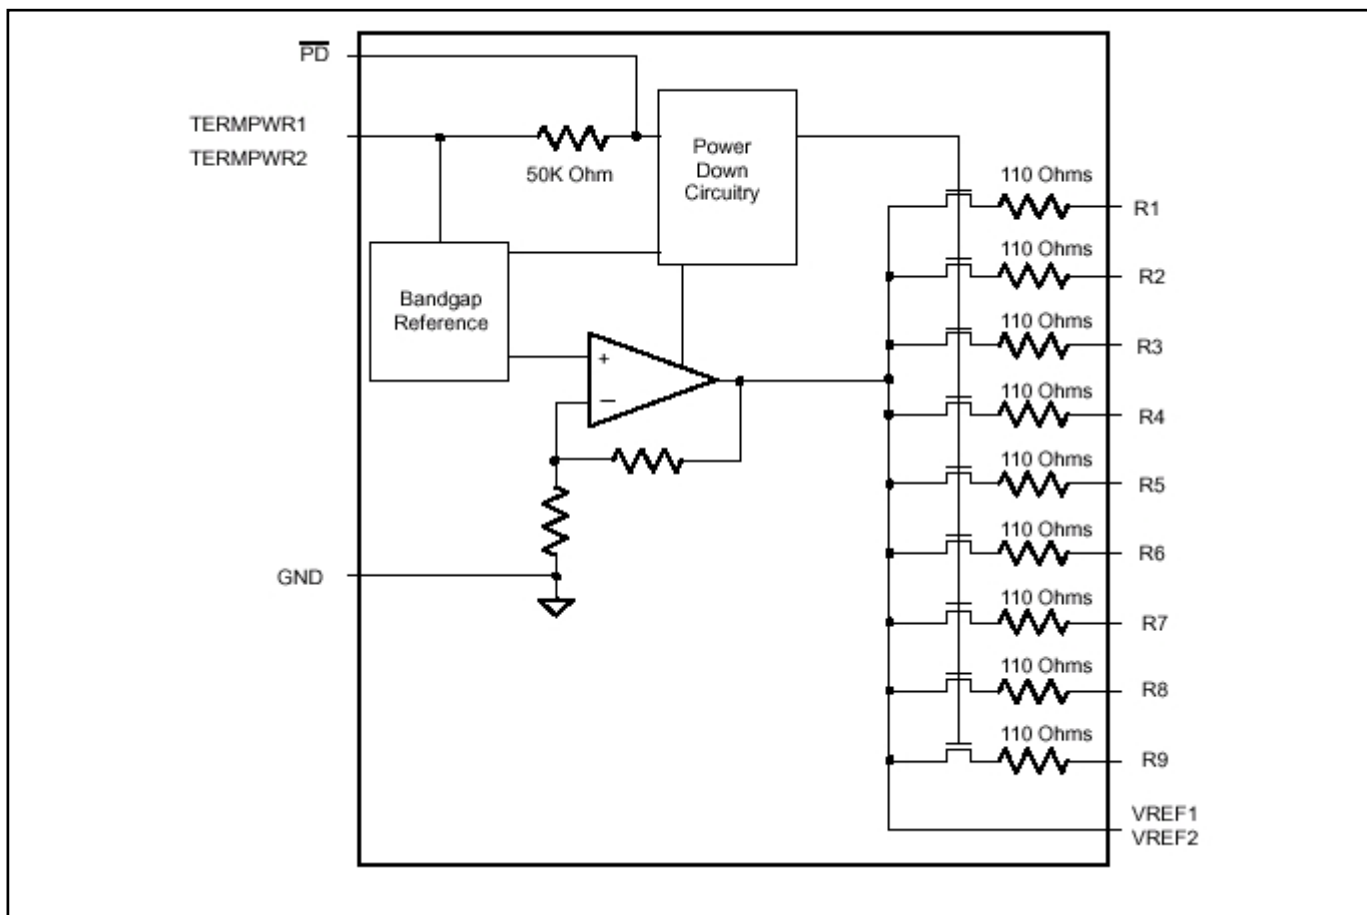 PD
TERMPWR1
TERMPWR2
50K Ohm
Power
Down
Circuitry
Bandgap
Reference
+
−
GND
110 Ohms
R1
110 Ohms
R2
110 Ohms
R3
110 Ohms
R4
110 Ohms
R5
110 Ohms
R6
110 Ohms
R7
110 Ohms
R8
110 Ohms
R9
VREF1
VREF2